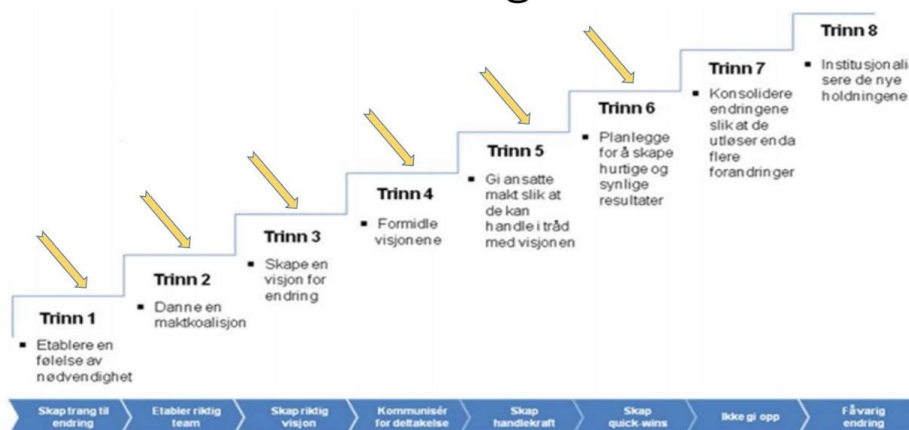 Trinn 1
▪ Etablere en
følelse av
nødvendighet
Trinn 2
▪ Danne en
maktkoalisjon
Trinn 3
▪ Skape en
visjon for
endring
Trinn 4
▪ Formidle
visjonene
Trinn 5
▪ Gi ansatte
makt slik at
de kan
handle i tråd
med visjonen
Trinn 6
▪ Planlegge
for å skape
hurtige og
synlige
resultater
Trinn 7
▪ Konsolidere
endringene
slik at de
utløser enda
flere
forandringer
Trinn 8
▪ Institusjonali
sere de nye
holdningene
Skap trang til
endring
Etabler riktig
team
Skap riktig
visjon
Kommunisér
for deltakelse
Skap
handlekraft
Skap
quick-wins
Ikke gi opp
Få varig
endring